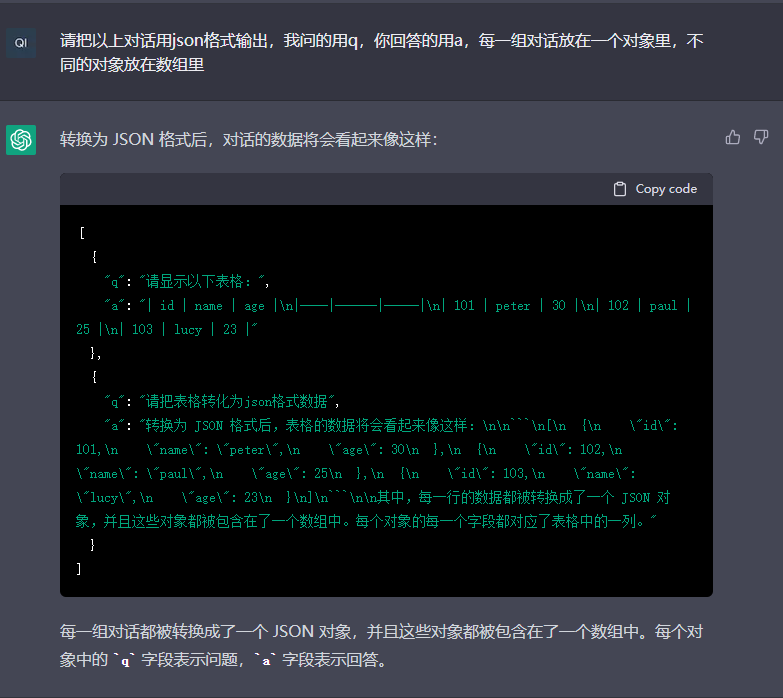 QI
请把以上对话用json格式输出，我问的用q，你回答的用a，每一组对话放在一个对象里，不
同的对象放在数组里
转换为 JSON 格式后，对话的数据将会看起来像这样：
Copy code
[
  {
    "q": "请显示以下表格：",
    "a": "| id | name | age |\n|----|------|-----|\n| 101 | peter | 30 |\n| 102 | paul |
25 |\n| 103 | lucy | 23 |"
  },
  {
    "q": "请把表格转化为json格式数据",
    "a": "转换为 JSON 格式后，表格的数据将会看起来像这样：\n\n```\n[\n  {\n    \"id\":
101,\n    \"name\": \"peter\",\n    \"age\": 30\n  },\n  {\n    \"id\": 102,\n
\"name\": \"paul\",\n    \"age\": 25\n  },\n  {\n    \"id\": 103,\n    \"name\":
\"lucy\",\n    \"age\": 23\n  }\n]\n```\n\n其中，每一行的数据都被转换成了一个 JSON 对
象，并且这些对象都被包含在了一个数组中。每个对象的每一个字段都对应了表格中的一列。"
  }
]
每一组对话都被转换成了一个 JSON 对象，并且这些对象都被包含在了一个数组中。每个对
象中的 `q` 字段表示问题，`a` 字段表示回答。